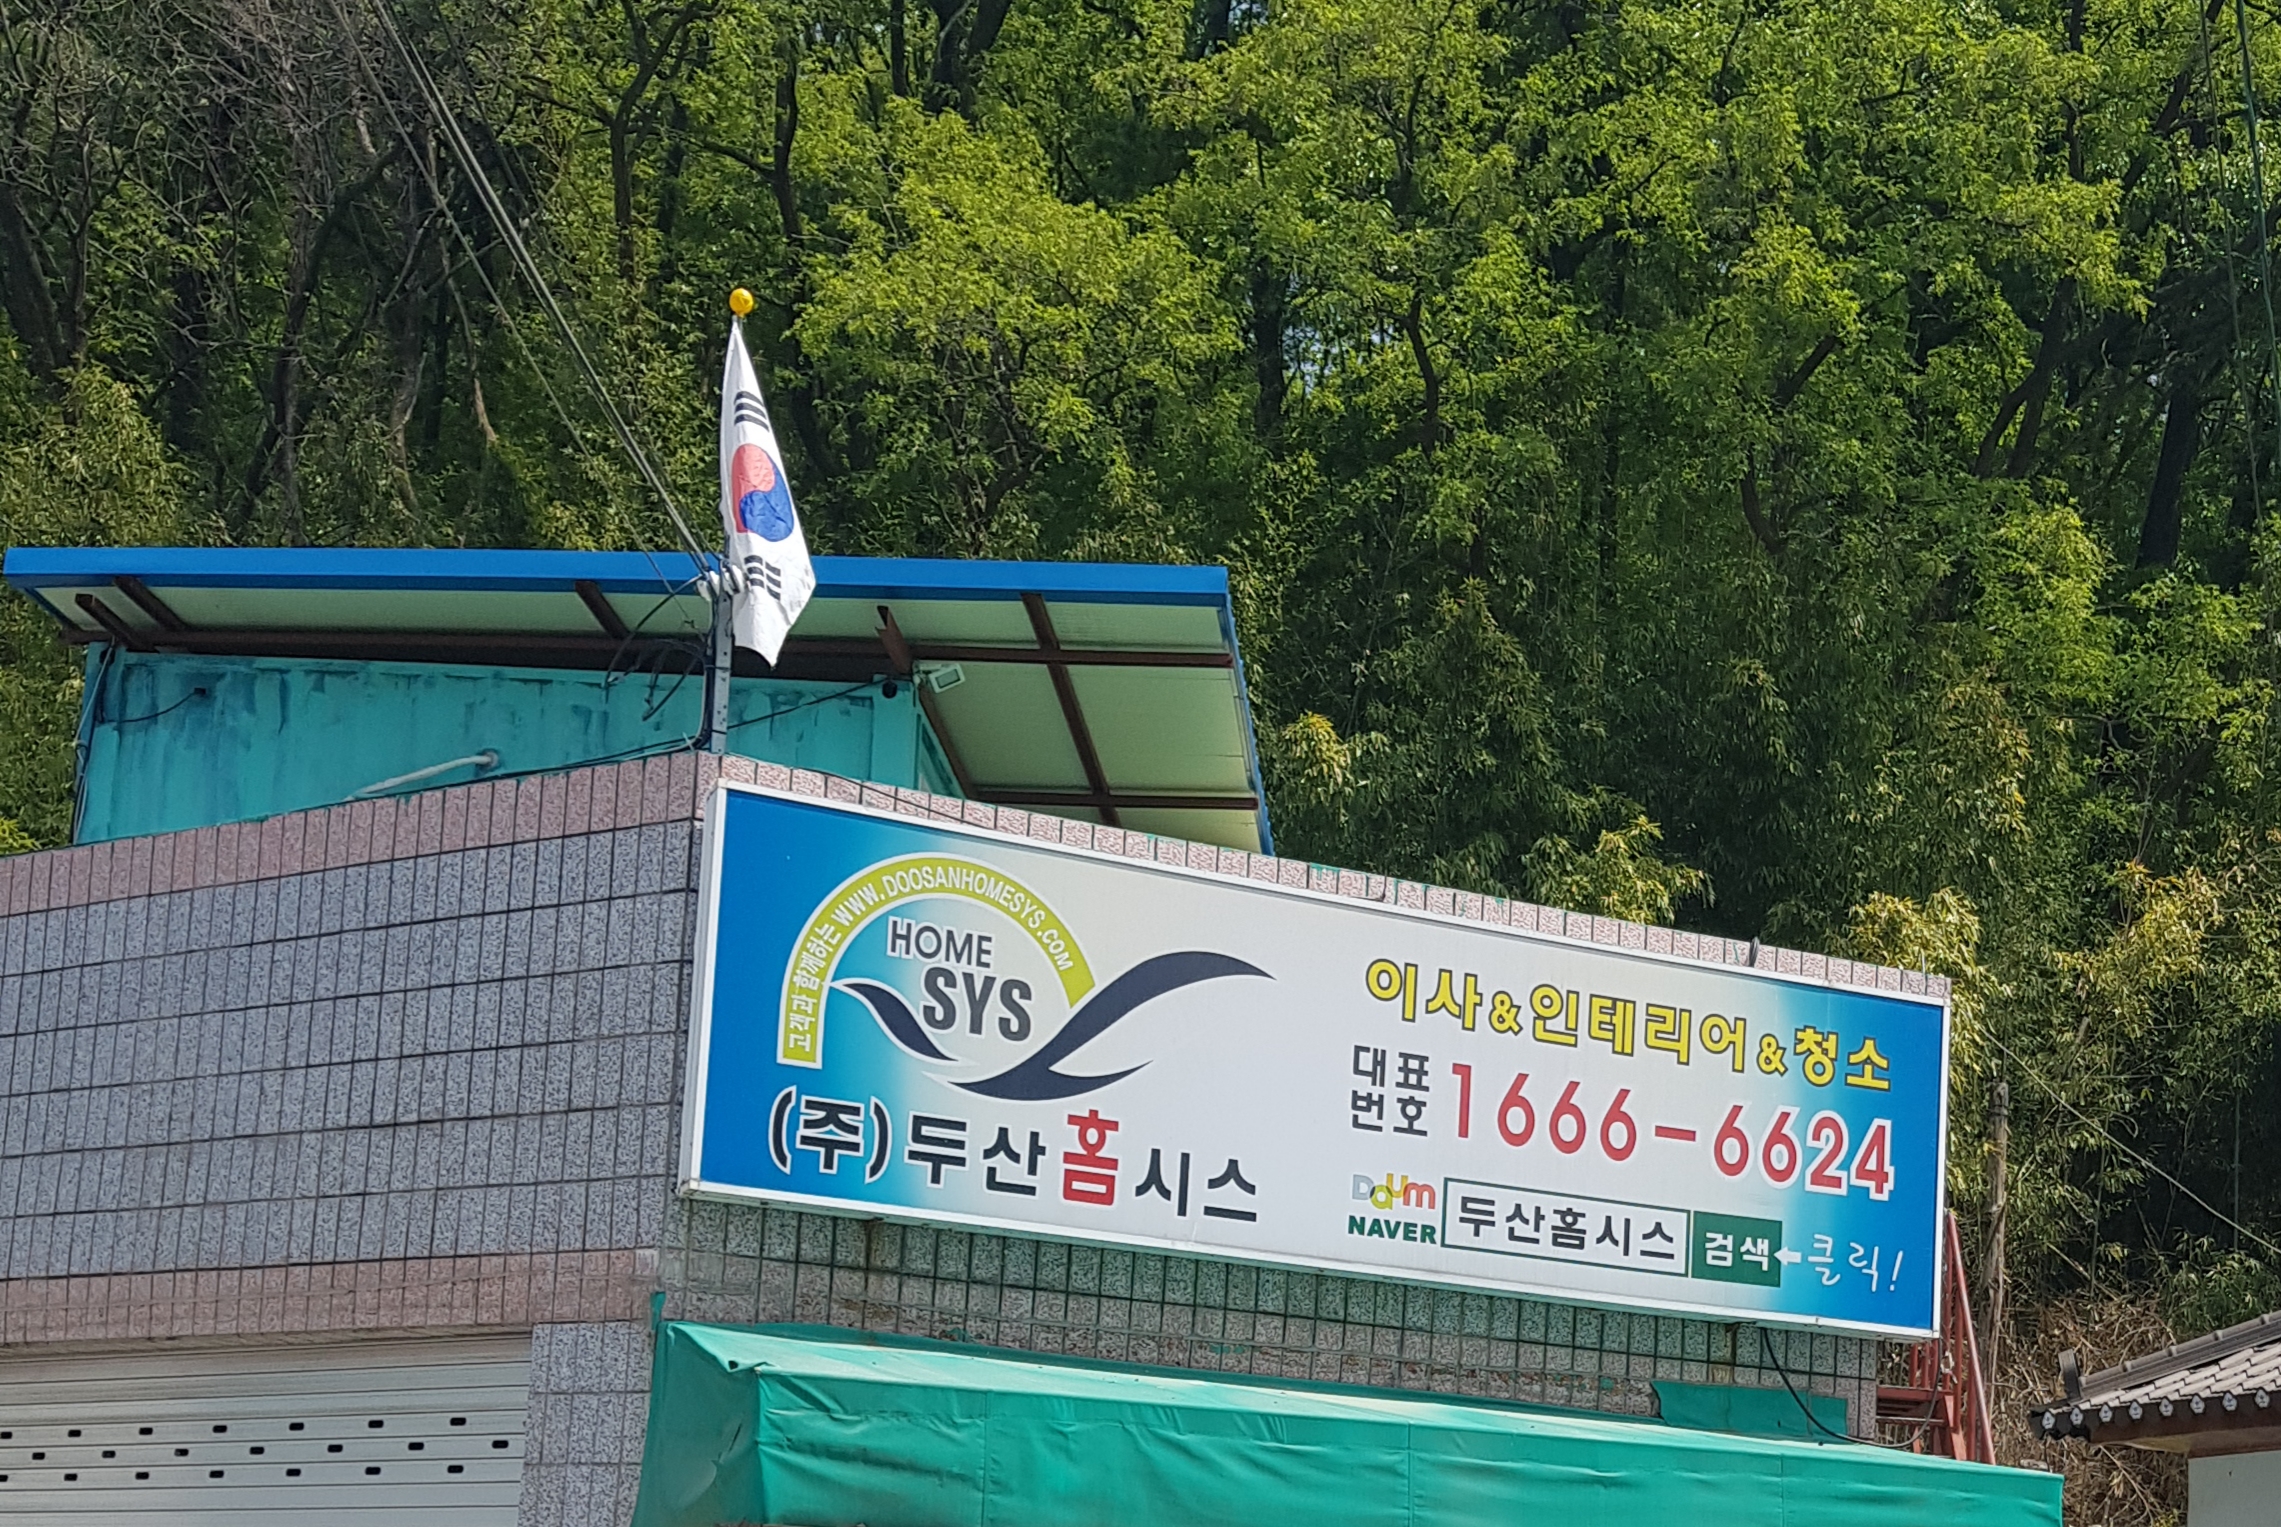 고객과 함께하는 WWW.DOOSANHOMESYS.COM
HOME
SYS
(주)두산홈시스
이사&인테리어&청소
대표
번호 1666-6624
Daum
NAVER 두산홈시스 검색 클릭!